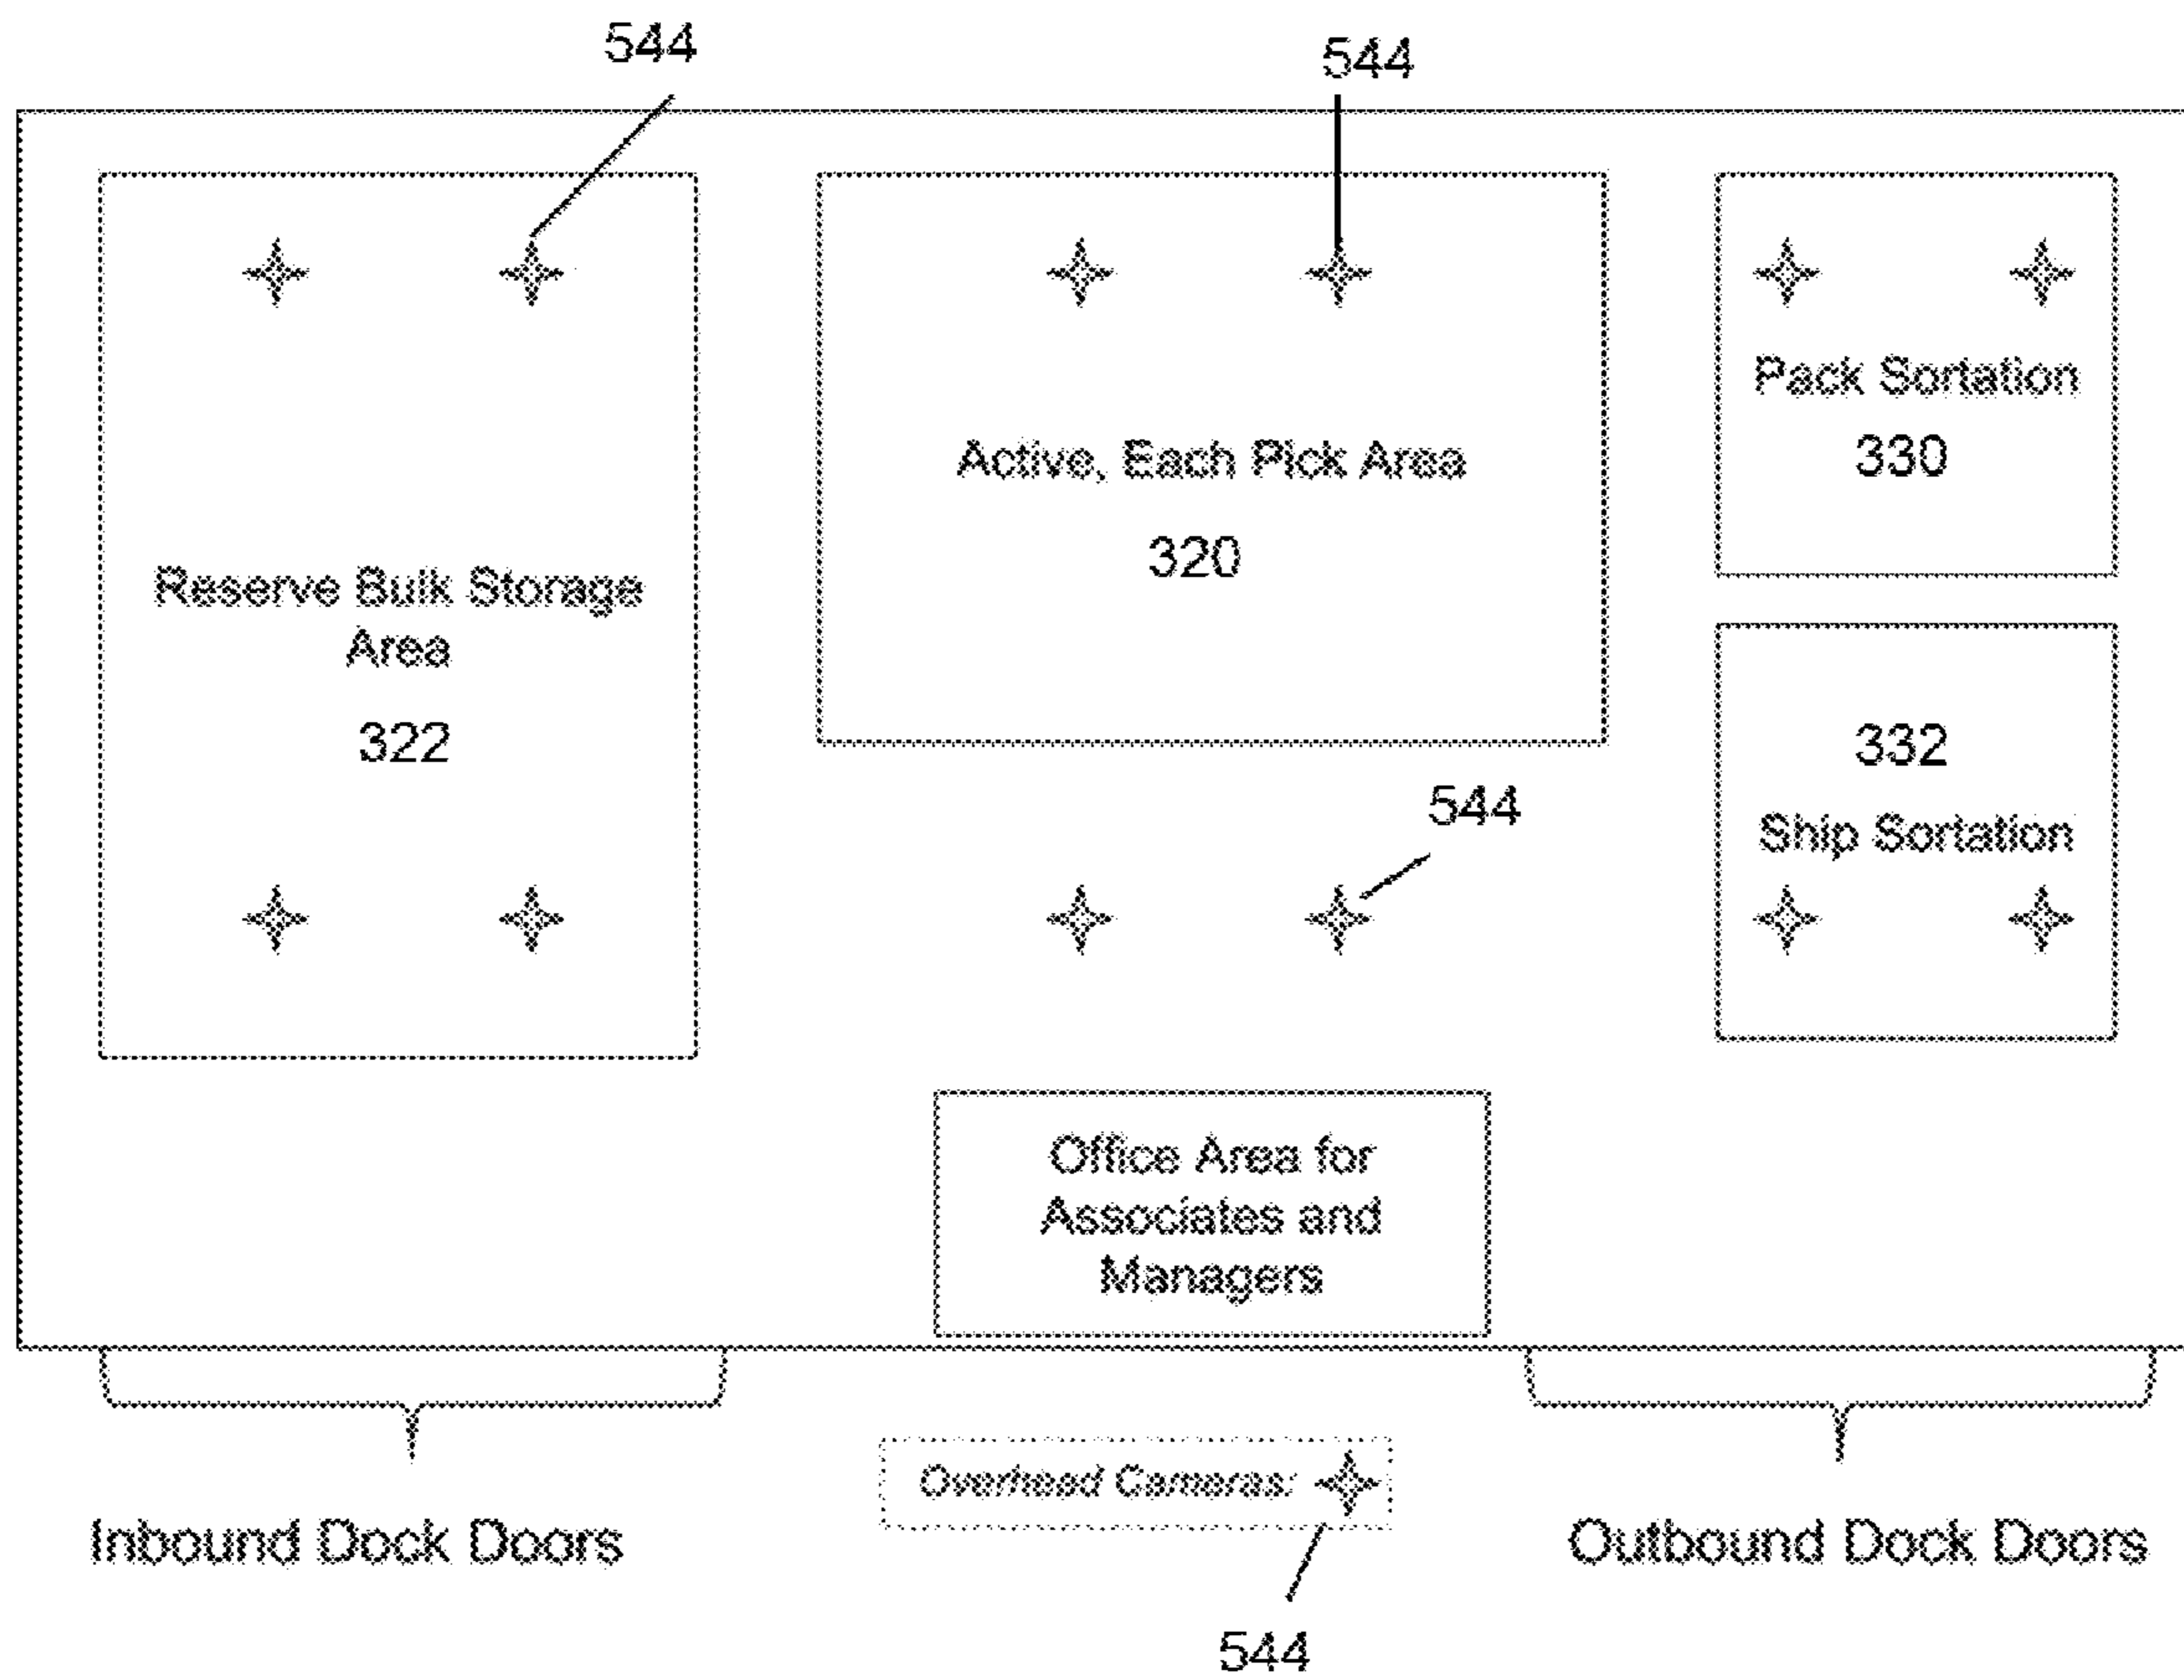 544
544
Pack Sortation
330
Active, Each Pick Area
320
Reserve Bulk Storage
Area
322
332
Ship Sortation
544
Office Area for
Associates and
Managers
Overhead Cameras:
Inbound Dock Doors
Outbound Dock Doors
544